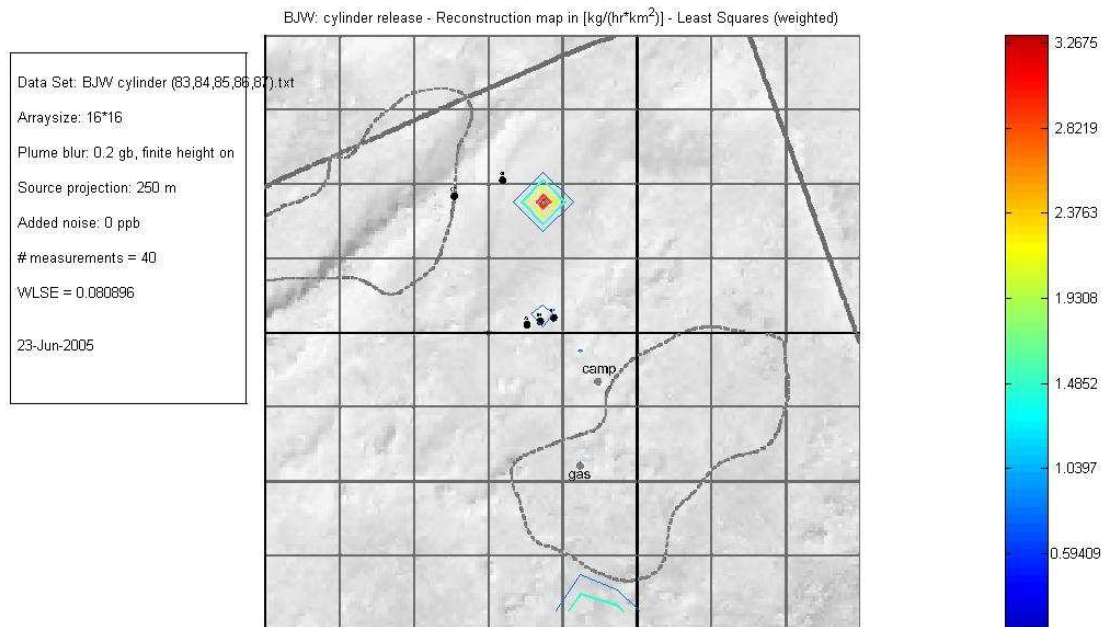 BJW: cylinder release - Reconstruction map in [kg/(hr*km²)] - Least Squares (weighted)
Data Set: BJW cylinder (83,84,85,86,87).txt
Arraysize: 16*16
Plume blur: 0.2 gb, finite height on
Source projection: 250 m
Added noise: 0 ppb
# measurements = 40
WLSE = 0.080896
23-Jun-2005
camp
gas
3.2675
2.8219
2.3763
1.9308
1.4852
1.0397
0.59409